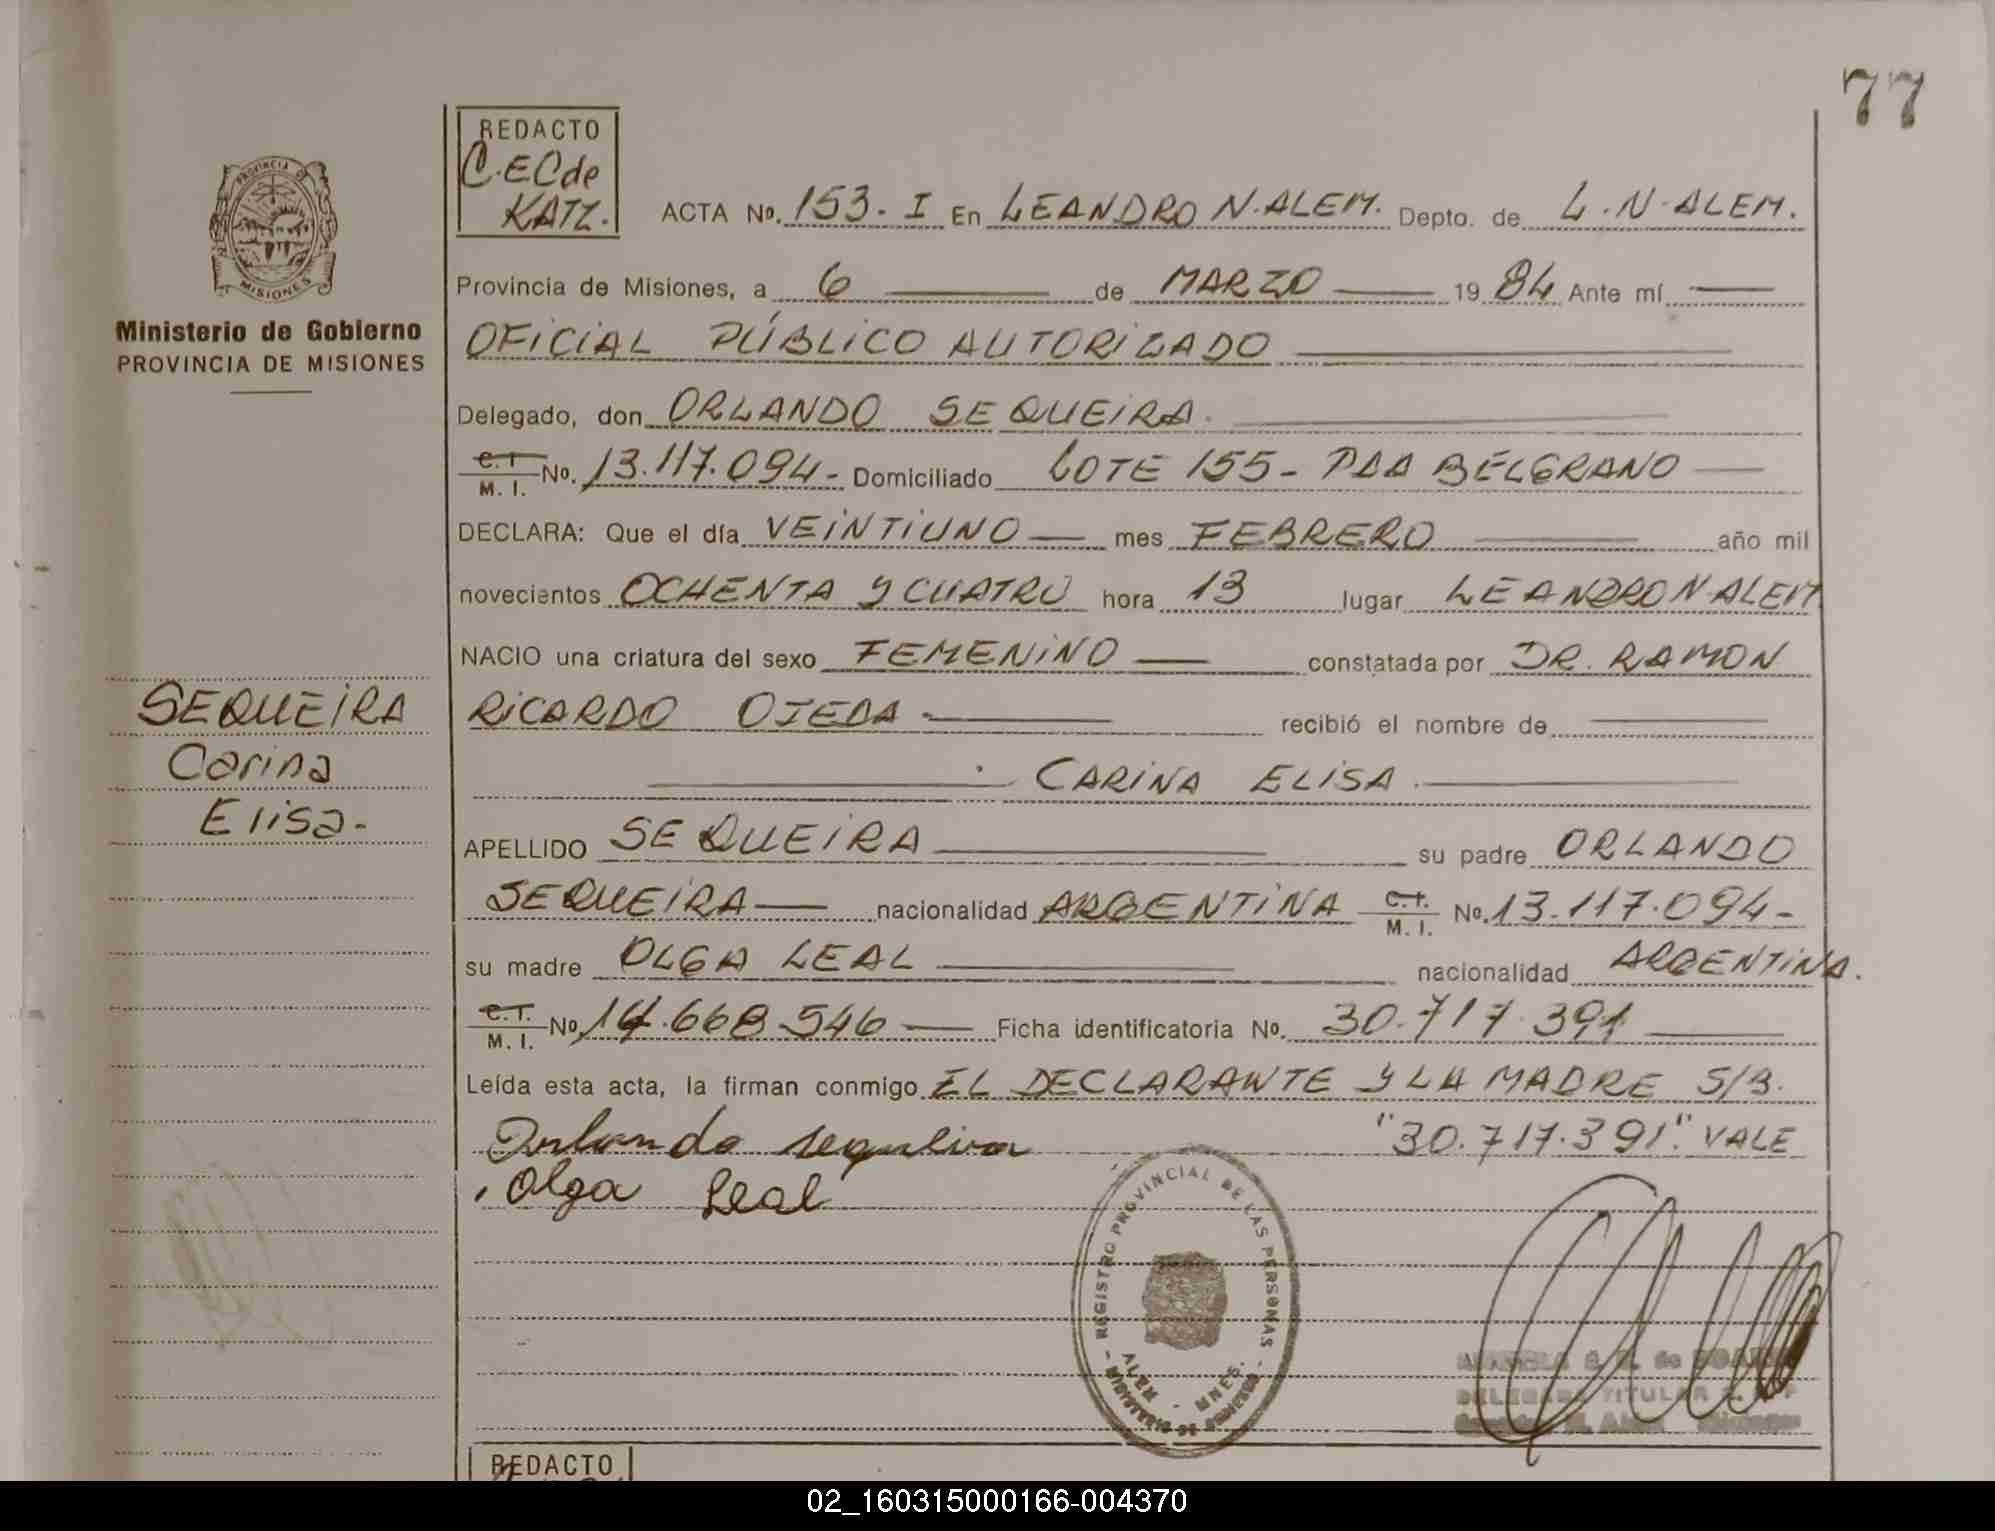 77
REDACTO
C.E.C de
KATZ.
ACTA Nº. 153.I En LEANDRO N.ALEM. Depto. de L.N.ALEM.
PROVINCIA D
MISIONES
Provincia de Misiones, a 6 de MARZO 1984 Ante mí
Ministerio de Gobierno
PROVINCIA DE MISIONES
OFICIAL PÚBLICO AUTORIZADO
Delegado, don ORLANDO SEQUEIRA.
C. I. M. I. Nº. 13.117.094- Domiciliado LOTE 155- PDA BELGRANO
DECLARA: Que el día VEINTIUNO mes FEBRERO año mil
novecientos OCHENTA Y CUATRO hora 13 lugar LEANDRO N ALEM
NACIO una criatura del sexo FEMENINO constatada por DR. RAMON
RICARDO OJEDA- recibió el nombre de
CARINA ELISA.
SEQUEIRA
Carina
Elisa-
APELLIDO SEQUEIRA su padre ORLANDO
SEQUEIRA nacionalidad ARGENTINA C.I. M. I. Nº. 13.117.094-
su madre OLGA LEAL nacionalidad ARGENTINA.
C.I. M. I. Nº 14.668.546 Ficha identificatoria Nº. 30.717.391
Leída esta acta, la firman conmigo EL DECLARANTE Y LA MADRE S/B.
Orlando sequeira "30.717.391". VALE
Olga Leal
REGISTRO PROVINCIAL DE LAS PERSONAS
ALEM - MNES.
DELEGADA TITULAR
REDACTO
02_160315000166-004370